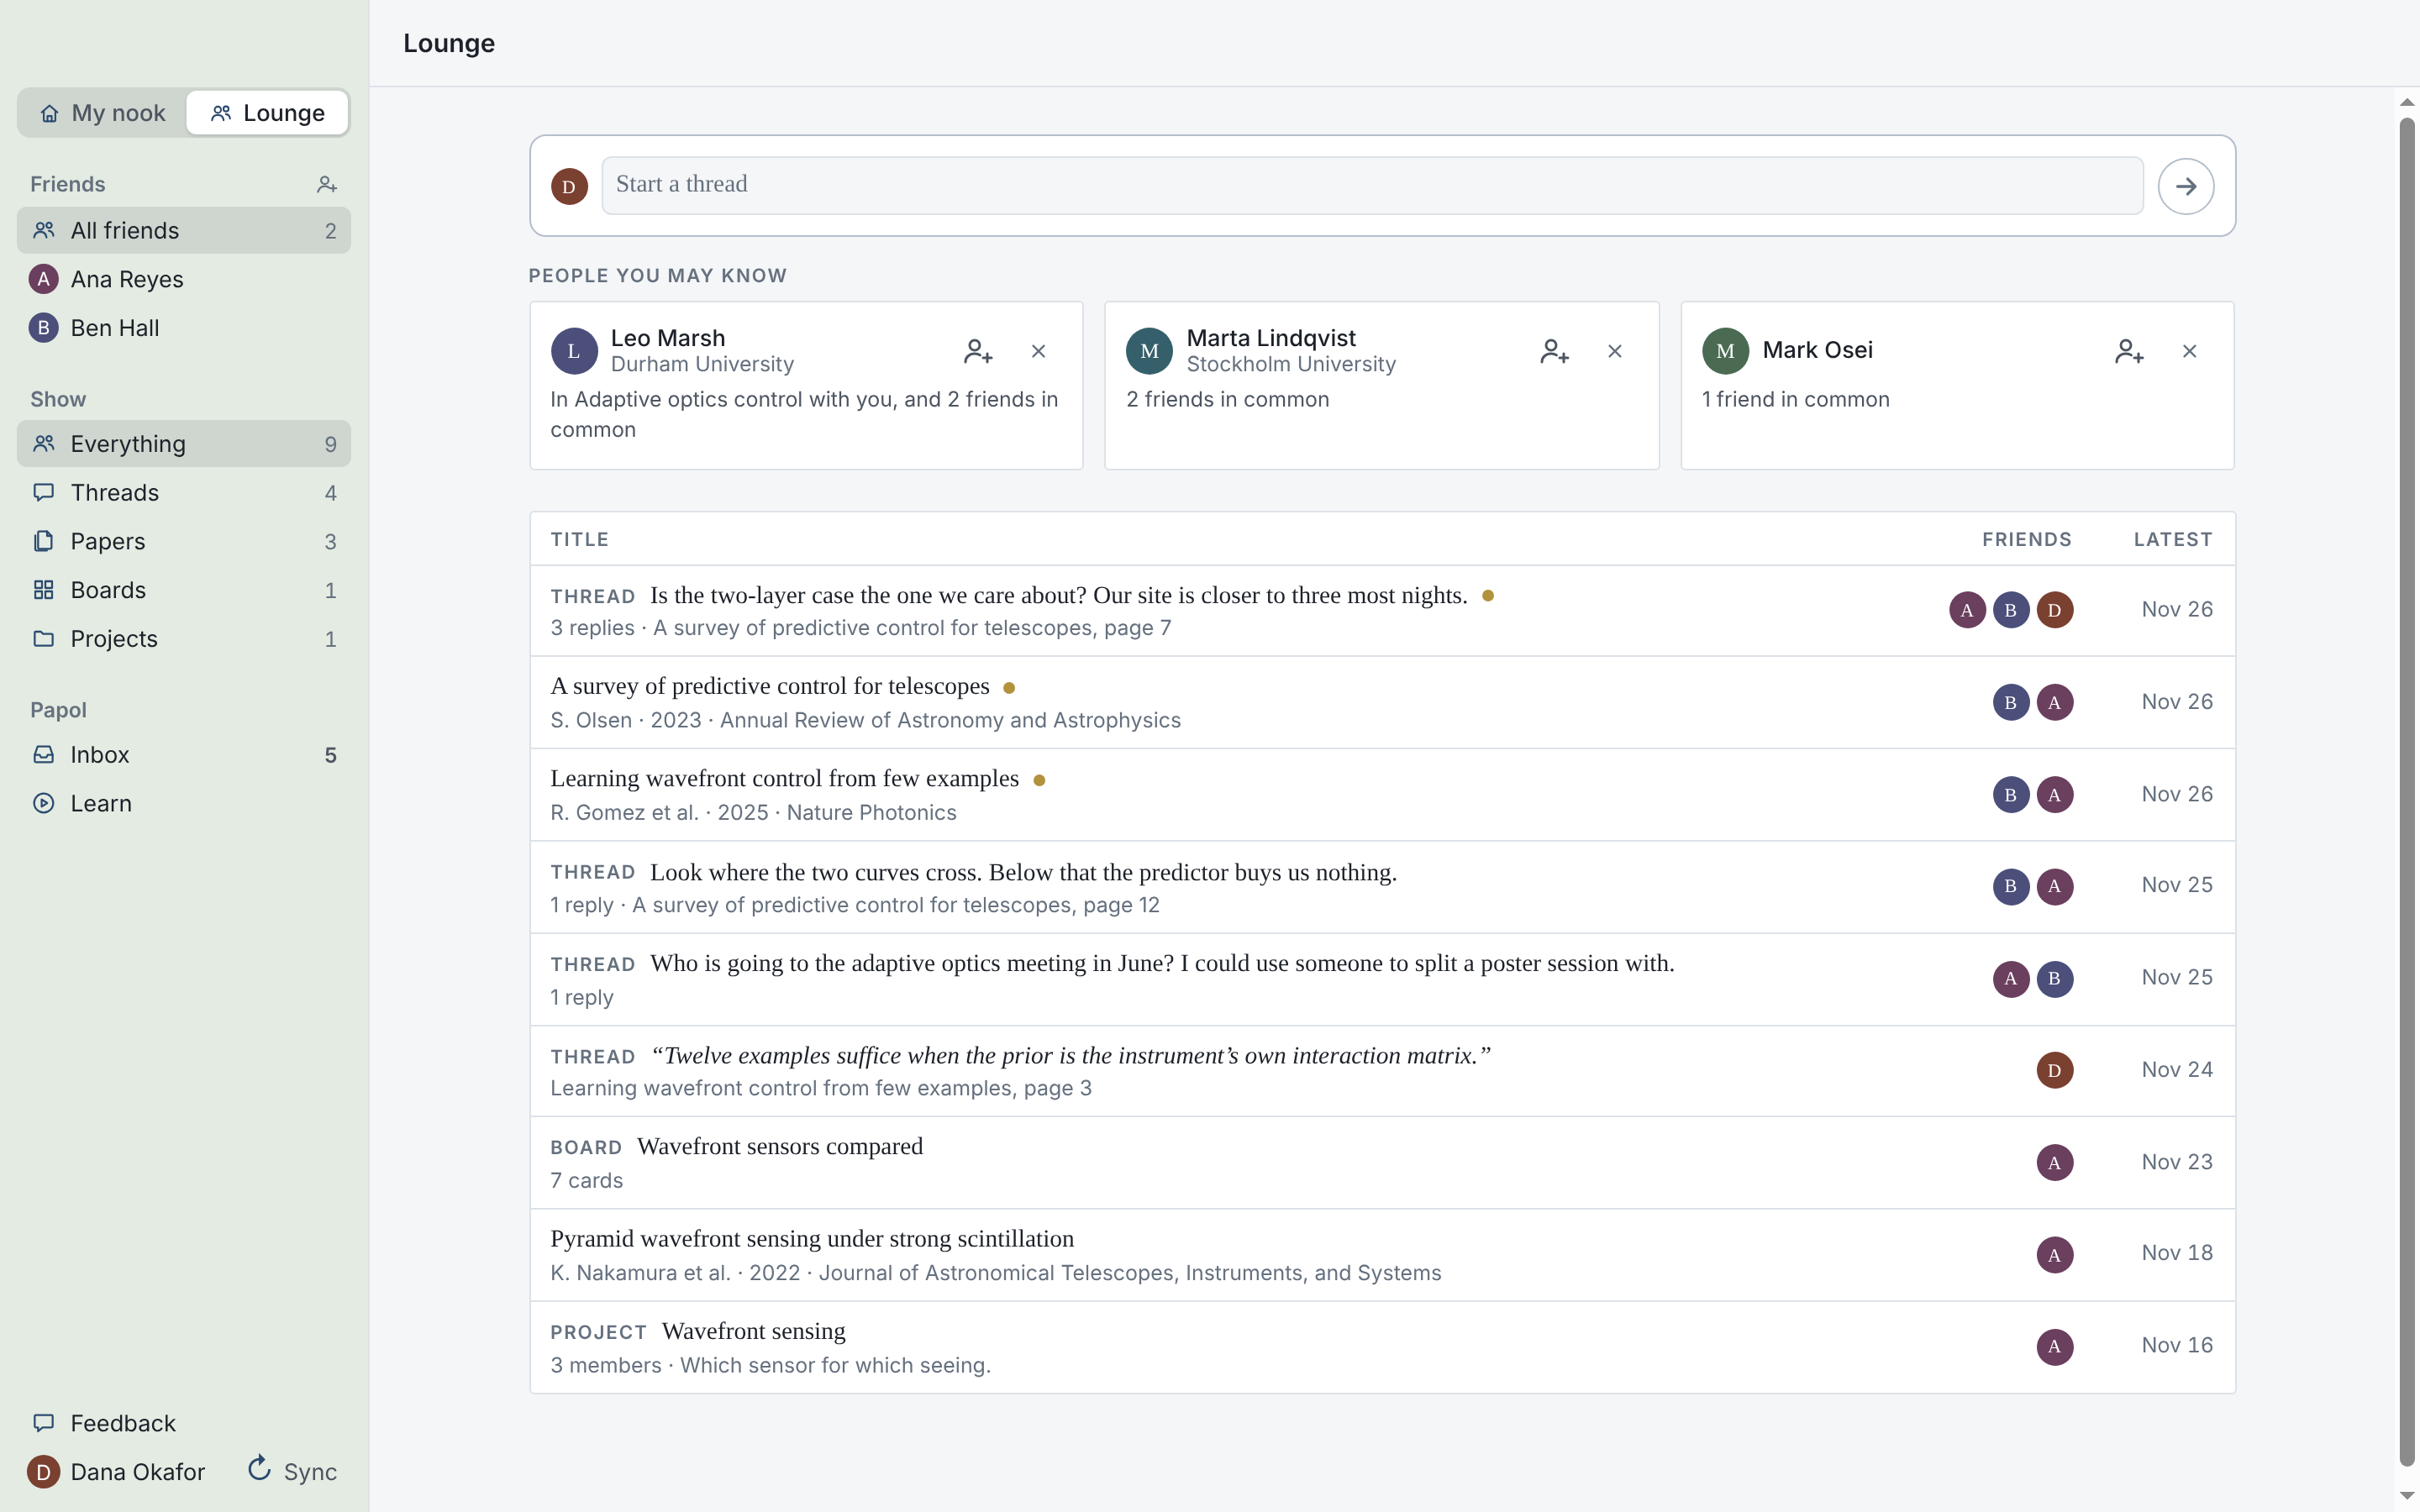 Lounge
My nook
Lounge
Friends
All friends 2
A Ana Reyes
B Ben Hall
Show
Everything 9
Threads 4
Papers 3
Boards 1
Projects 1
Papol
Inbox 5
Learn
Feedback
D Dana Okafor Sync
D Start a thread
PEOPLE YOU MAY KNOW
L Leo Marsh
Durham University
In Adaptive optics control with you, and 2 friends in
common
M Marta Lindqvist
Stockholm University
2 friends in common
M Mark Osei
1 friend in common
TITLE FRIENDS LATEST
THREAD Is the two-layer case the one we care about? Our site is closer to three most nights. A B D Nov 26
3 replies · A survey of predictive control for telescopes, page 7
A survey of predictive control for telescopes B A Nov 26
S. Olsen · 2023 · Annual Review of Astronomy and Astrophysics
Learning wavefront control from few examples B A Nov 26
R. Gomez et al. · 2025 · Nature Photonics
THREAD Look where the two curves cross. Below that the predictor buys us nothing. B A Nov 25
1 reply · A survey of predictive control for telescopes, page 12
THREAD Who is going to the adaptive optics meeting in June? I could use someone to split a poster session with. A B Nov 25
1 reply
THREAD “Twelve examples suffice when the prior is the instrument’s own interaction matrix.” D Nov 24
Learning wavefront control from few examples, page 3
BOARD Wavefront sensors compared A Nov 23
7 cards
Pyramid wavefront sensing under strong scintillation A Nov 18
K. Nakamura et al. · 2022 · Journal of Astronomical Telescopes, Instruments, and Systems
PROJECT Wavefront sensing A Nov 16
3 members · Which sensor for which seeing.